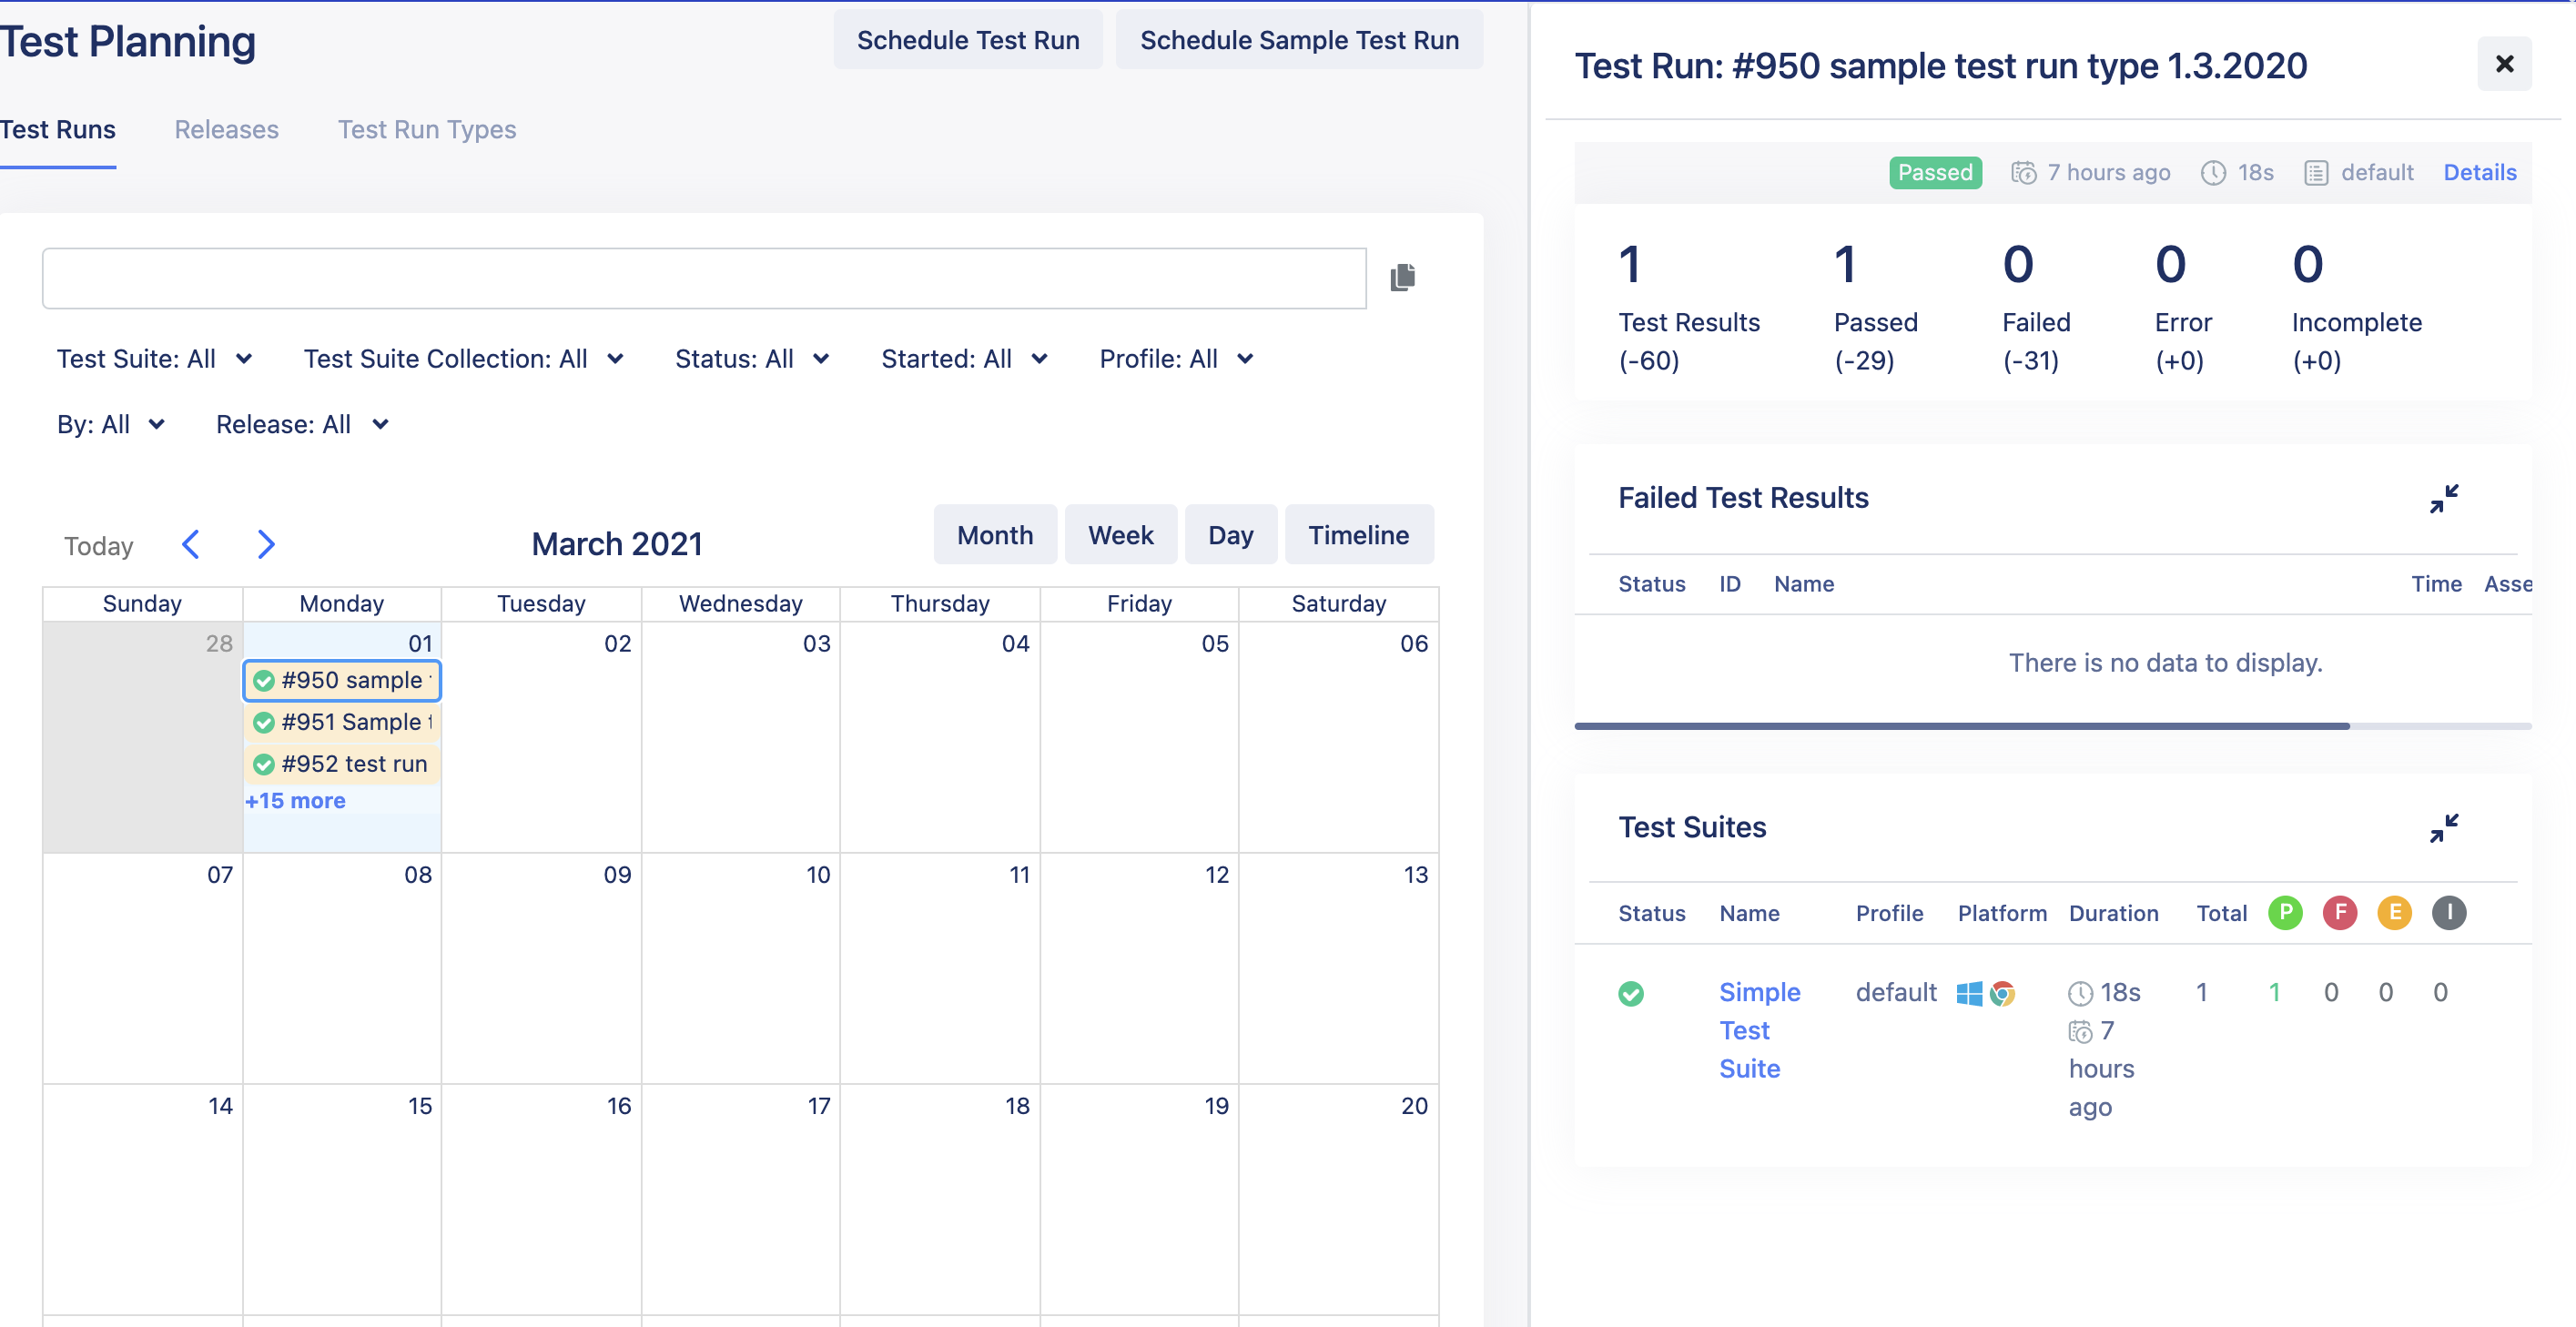 Test Planning
Schedule Test Run
Schedule Sample Test Run
Test Runs
Releases
Test Run Types
Test Suite: All
Test Suite Collection: All
Status: All
Started: All
Profile: All
By: All
Release: All
Today
March 2021
Month
Week
Day
Timeline
Sunday Monday Tuesday Wednesday Thursday Friday Saturday
28 01 02 03 04 05 06
#950 sample
#951 Sample
#952 test run
+15 more
07 08 09 10 11 12 13
14 15 16 17 18 19 20
Test Run: #950 sample test run type 1.3.2020
Passed 7 hours ago 18s default Details
1 1 0 0 0
Test Results Passed Failed Error Incomplete
(-60) (-29) (-31) (+0) (+0)
Failed Test Results
Status ID Name Time Asse
There is no data to display.
Test Suites
Status Name Profile Platform Duration Total P F E I
Simple default 18s 1 1 0 0 0
Test 7
Suite hours
ago